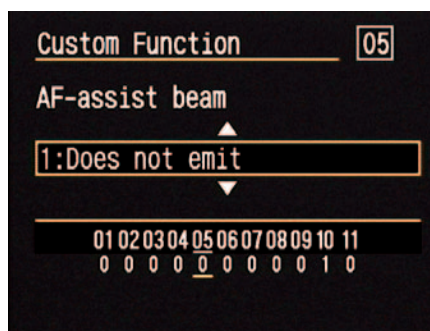 Custom Function 05
AF-assist beam
1:Does not emit
01 02 03 04 05 06 07 08 09 10 11
0 0 0 0 0 0 0 0 0 1 0